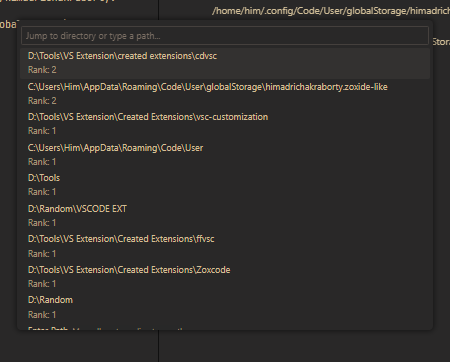 /home/him/.config/Code/User/globalStorage/himadrich
Jump to directory or type a path...
D:\Tools\VS Extension\created extensions\cdvsc
Rank: 2
C:\Users\Him\AppData\Roaming\Code\User\globalStorage\himadrichakraborty.zoxide-like
Rank: 2
D:\Tools\VS Extension\Created Extensions\vsc-customization
Rank: 1
C:\Users\Him\AppData\Roaming\Code\User
Rank: 1
D:\Tools
Rank: 1
D:\Random\VSCODE EXT
Rank: 1
D:\Tools\VS Extension\Created Extensions\ffvsc
Rank: 1
D:\Tools\VS Extension\Created Extensions\Zoxcode
Rank: 1
D:\Random
Rank: 1
Enter Path